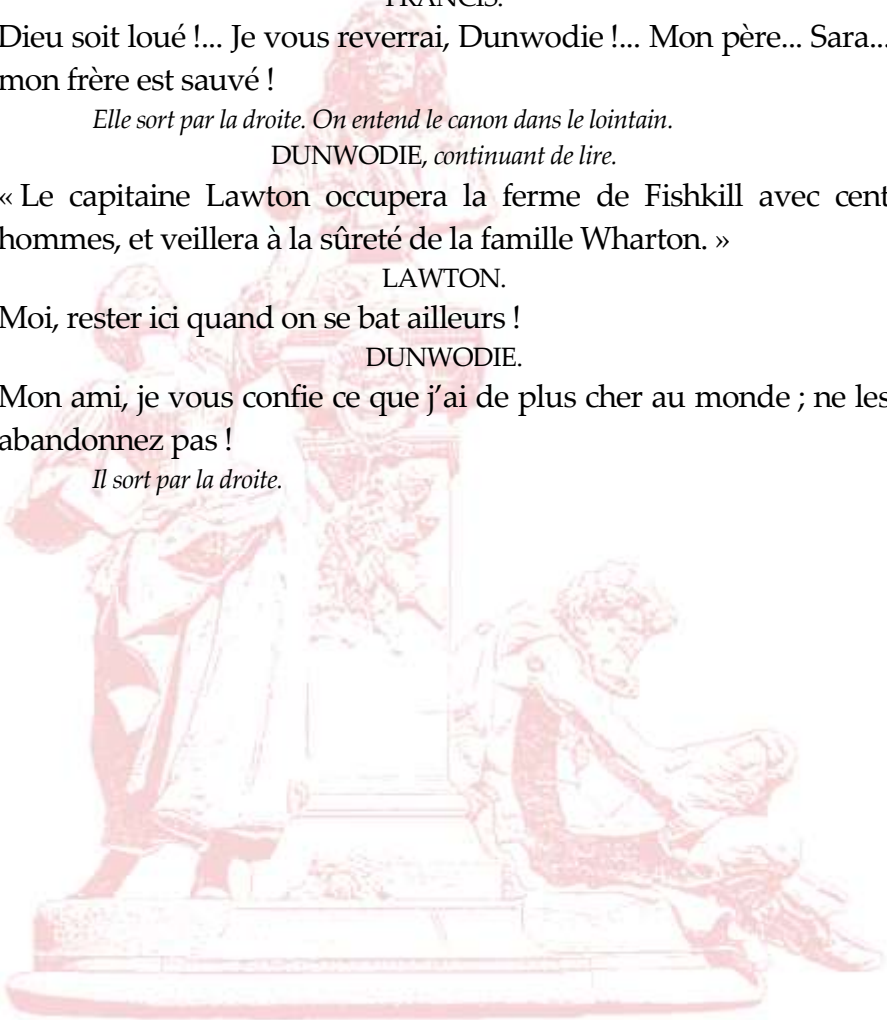 FRANCIS.
Dieu soit loué !... Je vous reverrai, Dunwodie !... Mon père... Sara...
mon frère est sauvé !
Elle sort par la droite. On entend le canon dans le lointain.
DUNWODIE, continuant de lire.
« Le capitaine Lawton occupera la ferme de Fishkill avec cent
hommes, et veillera à la sûreté de la famille Wharton. »
LAWTON.
Moi, rester ici quand on se bat ailleurs !
DUNWODIE.
Mon ami, je vous confie ce que j’ai de plus cher au monde ; ne les
abandonnez pas !
Il sort par la droite.